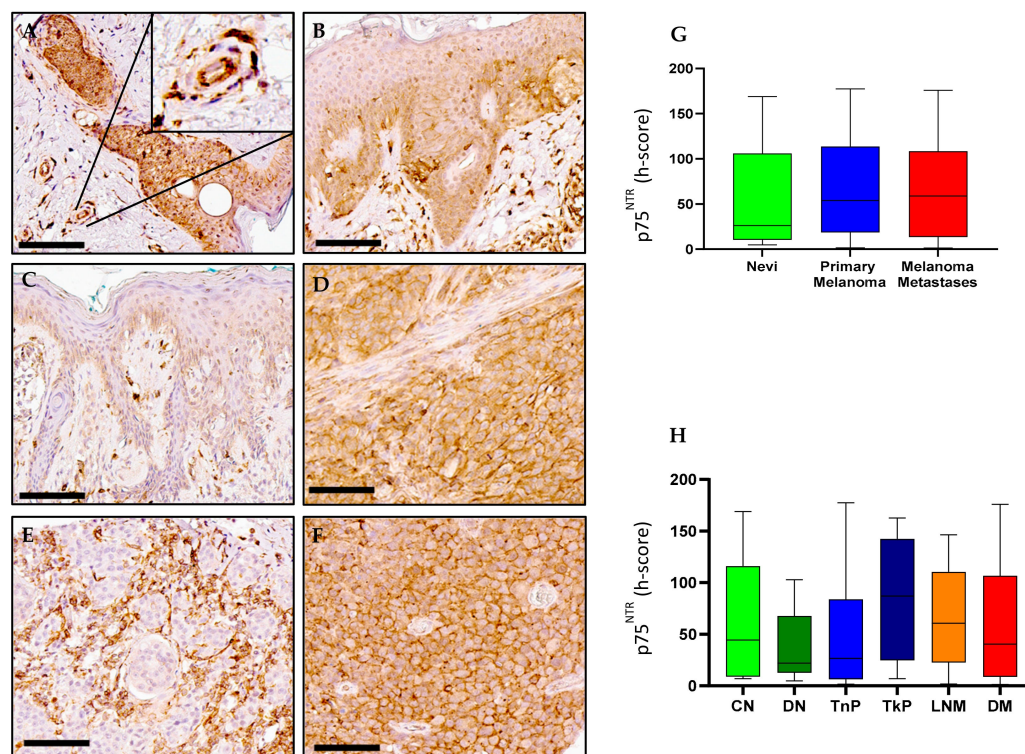 A
B
C
D
E
F
G
p75NTR (h-score)
200
150
100
50
0
Nevi
Primary
Melanoma
Melanoma
Metastases
H
p75NTR (h-score)
200
150
100
50
0
CN DN TnP TkP LNM DM